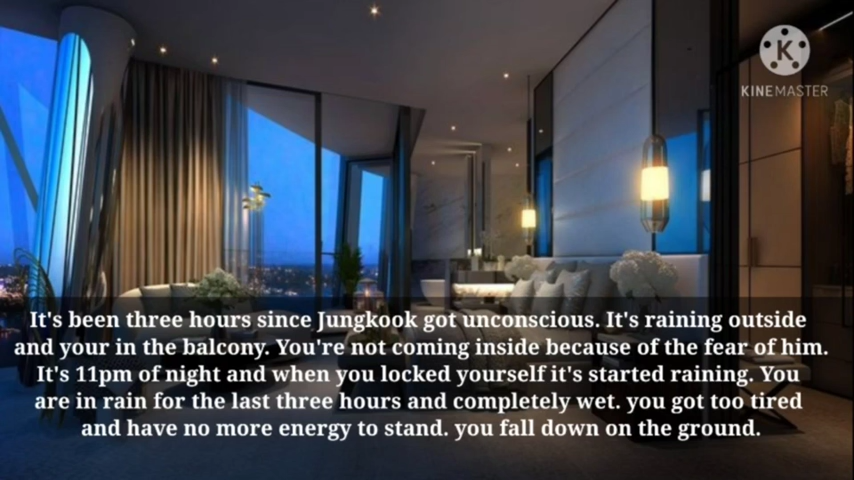 KINEMASTER
It's been three hours since Jungkook got unconscious. It's raining outside
and your in the balcony. You're not coming inside because of the fear of him.
It's 11pm of night and when you locked yourself it's started raining. You
are in rain for the last three hours and completely wet. you got too tired
and have no more energy to stand. you fall down on the ground.